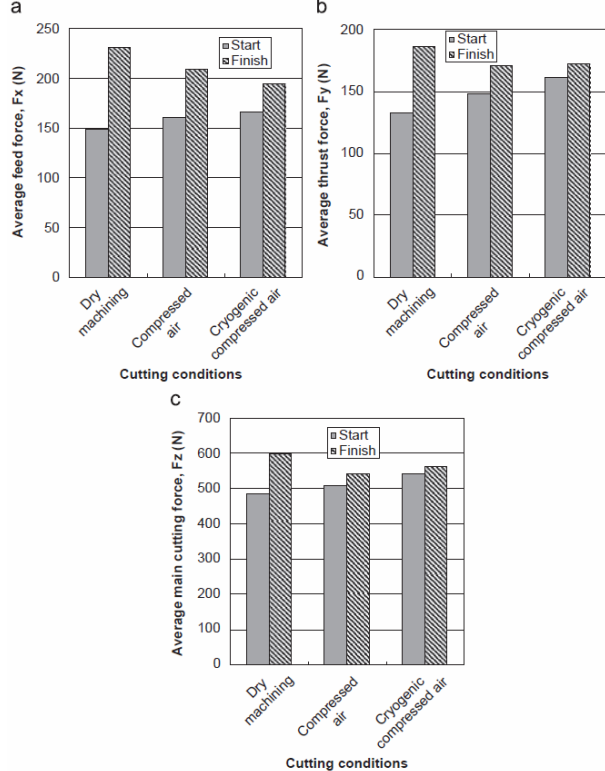 a
Average feed force, Fx (N)
250
200
150
100
50
0
Start
Finish
Dry
machining
Compressed
air
Cryogenic
compressed air
Cutting conditions
b
Average thrust force, Fy (N)
200
150
100
50
0
Start
Finish
Dry
machining
Compressed
air
Cryogenic
compressed air
Cutting conditions
c
Average main cutting force, Fz (N)
700
600
500
400
300
200
100
0
Start
Finish
Dry
machining
Compressed
air
Cryogenic
compressed air
Cutting conditions